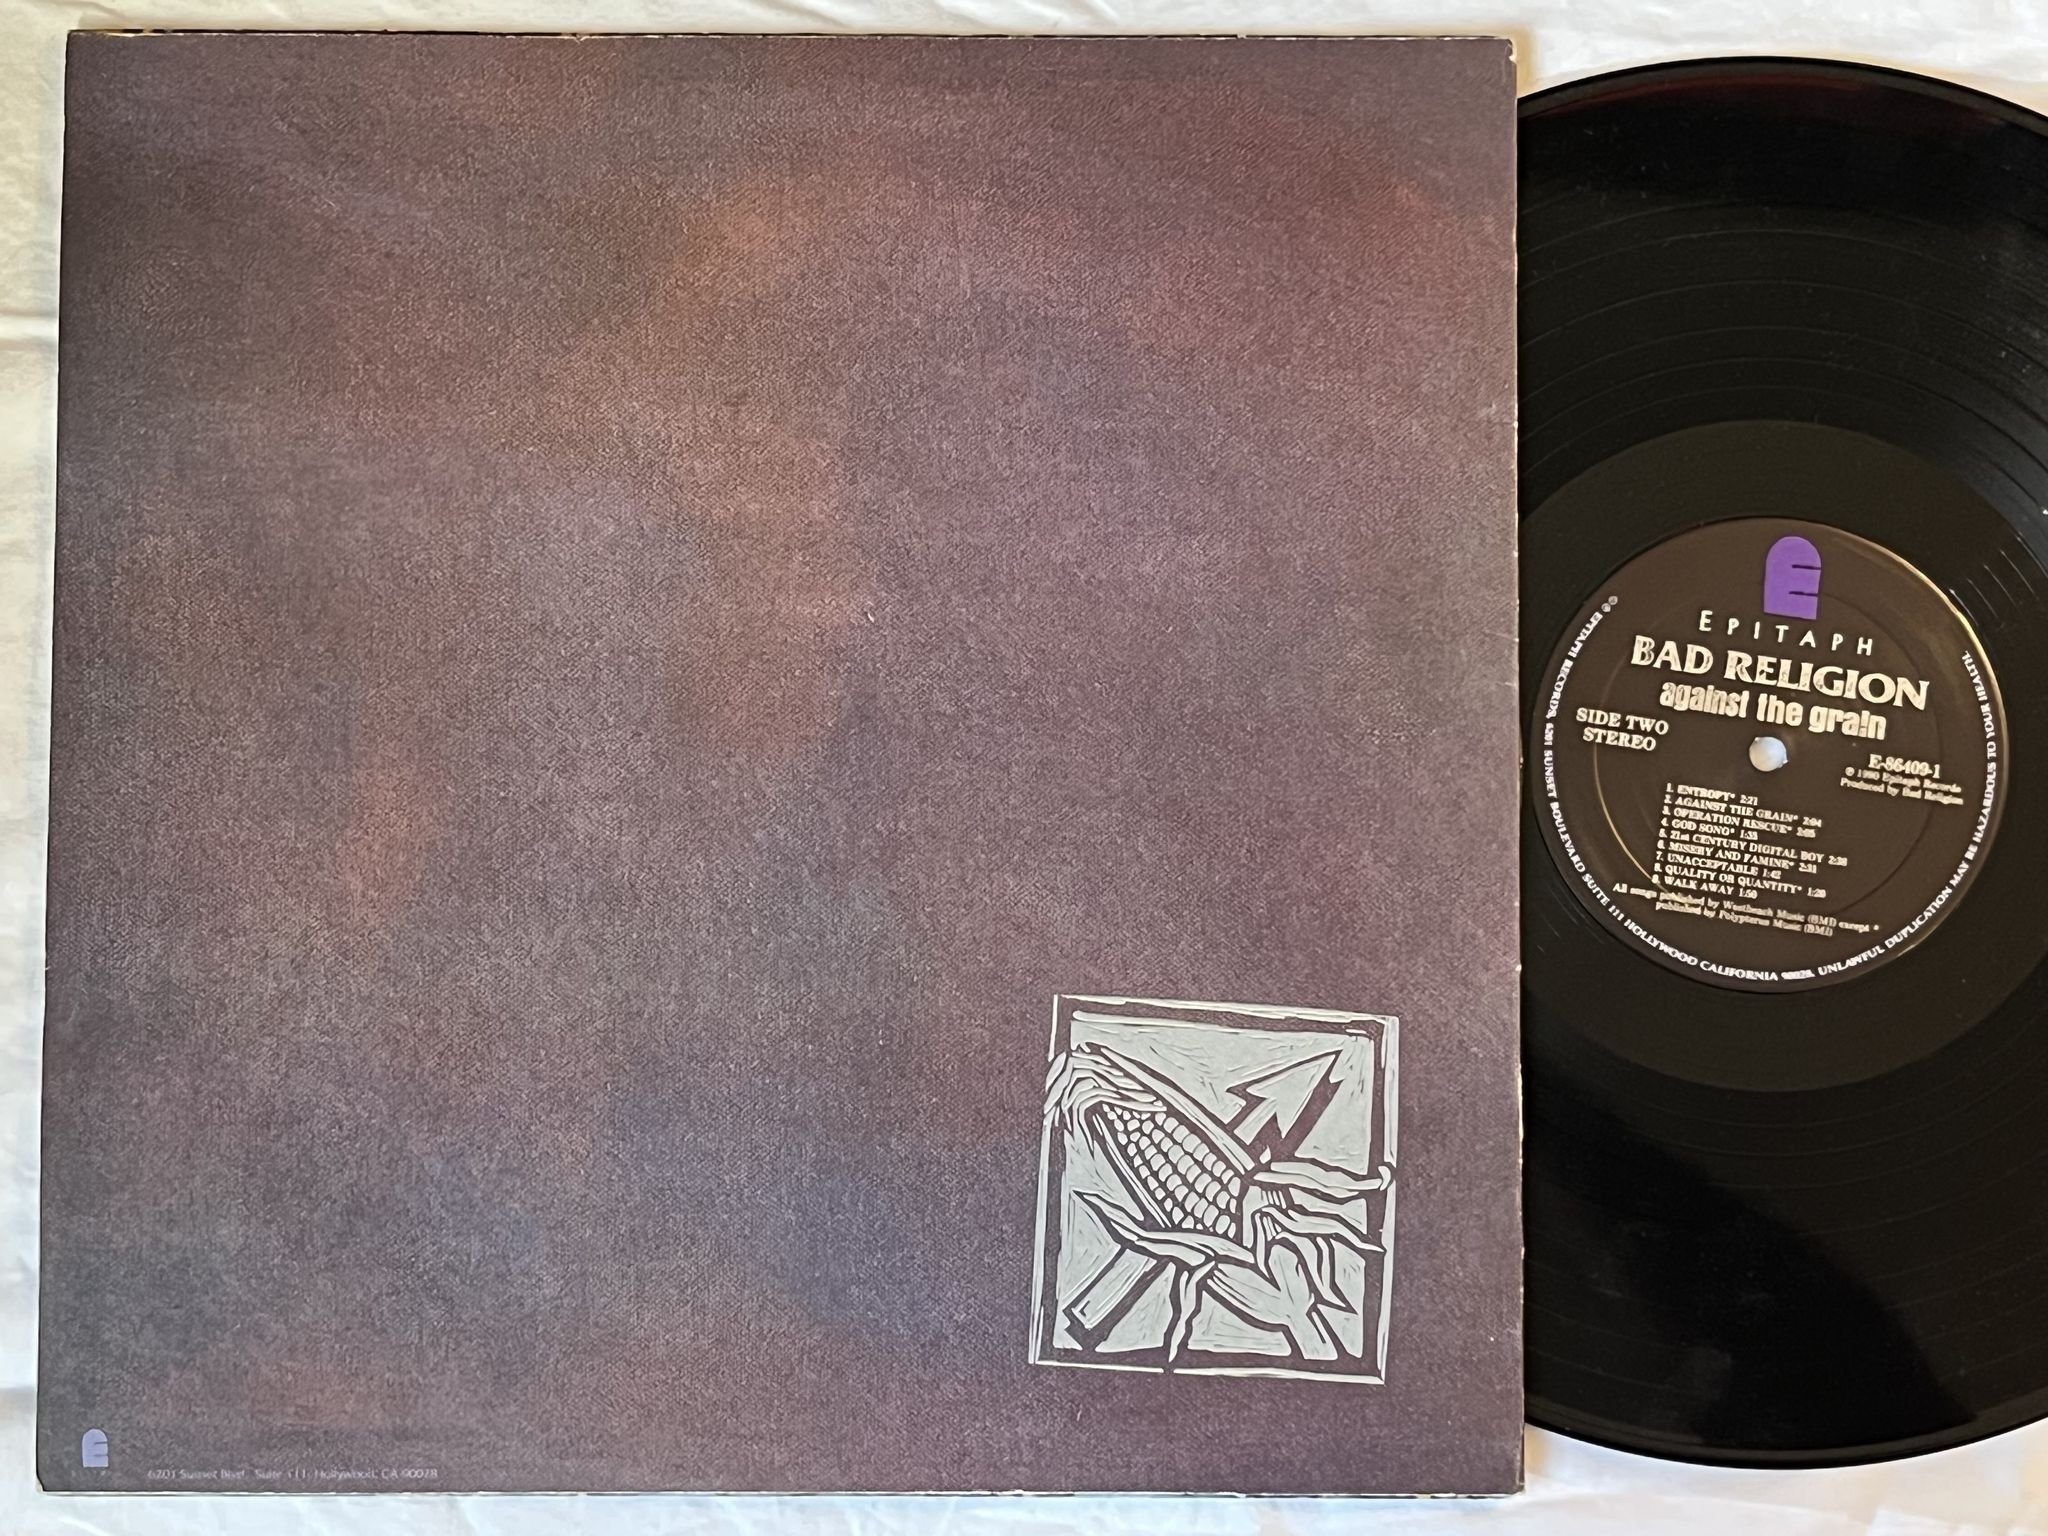 EPITAPH
BAD RELIGION
against the grain
SIDE TWO
STEREO
E-86409-1
℗ 1990 Epitaph Records
Produced by Bad Religion
1. ENTROPY* 2:21
2. AGAINST THE GRAIN* 2:04
3. OPERATION RESCUE* 2:05
4. GOD SONG* 1:35
5. 21st CENTURY DIGITAL BOY 2:38
6. MISERY AND FAMINE* 2:31
7. UNACCEPTABLE 1:42
8. QUALITY OR QUANTITY* 1:20
9. WALK AWAY 1:50
All songs published by Westbeach Music (BMI) except *
published by Polypterus Music (BMI)
EPITAPH RECORDS, 6201 SUNSET BOULEVARD SUITE 111 HOLLYWOOD CALIFORNIA 90028. UNLAWFUL DUPLICATION MAY BE HAZARDOUS TO YOUR HEALTH.
6201 Sunset Blvd. Suite 111, Hollywood, CA 90028